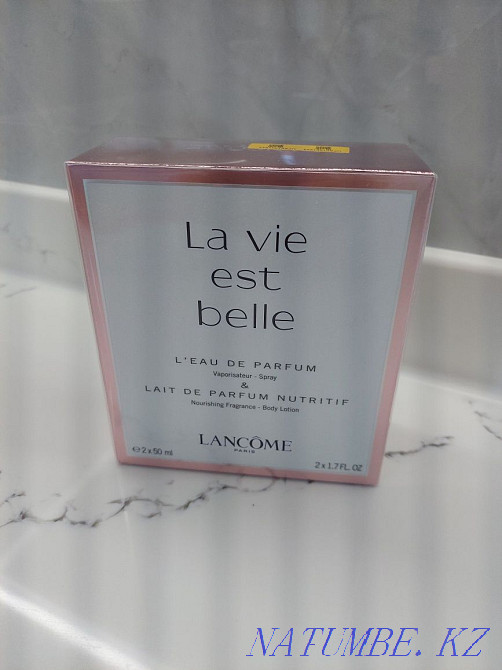 La vie
est
belle
L'EAU DE PARFUM
Vaporisateur - Spray
&
LAIT DE PARFUM NUTRITIF
Nourishing Fragrance - Body Lotion
LANCÔME
PARIS
℮ 2 x 50 ml
2 x 1.7 FL. OZ
NATUMBE. KZ